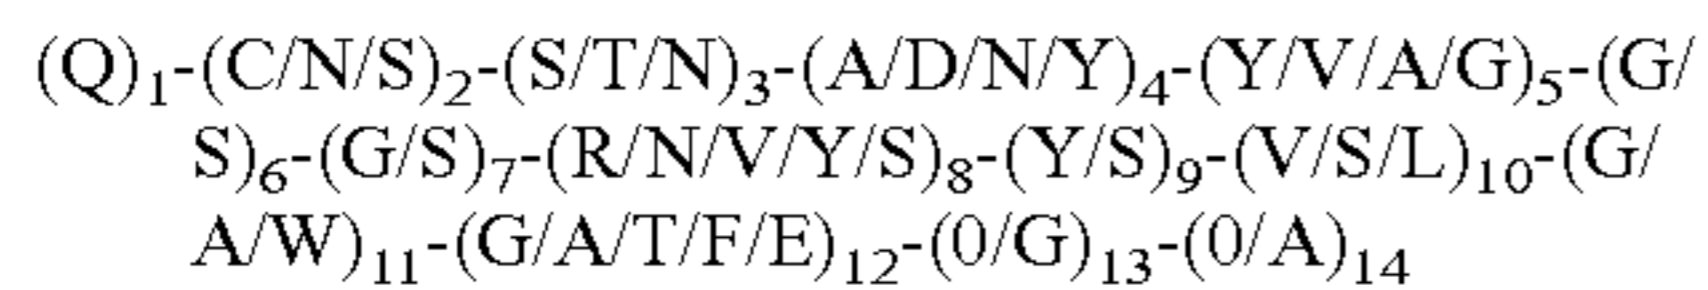 (Q)₁-(C/N/S)₂-(S/T/N)₃-(A/D/N/Y)₄-(Y/V/A/G)₅-(G/
S)₆-(G/S)₇-(R/N/V/Y/S)₈-(Y/S)₉-(V/S/L)₁₀-(G/
A/W)₁₁-(G/A/T/F/E)₁₂-(0/G)₁₃-(0/A)₁₄